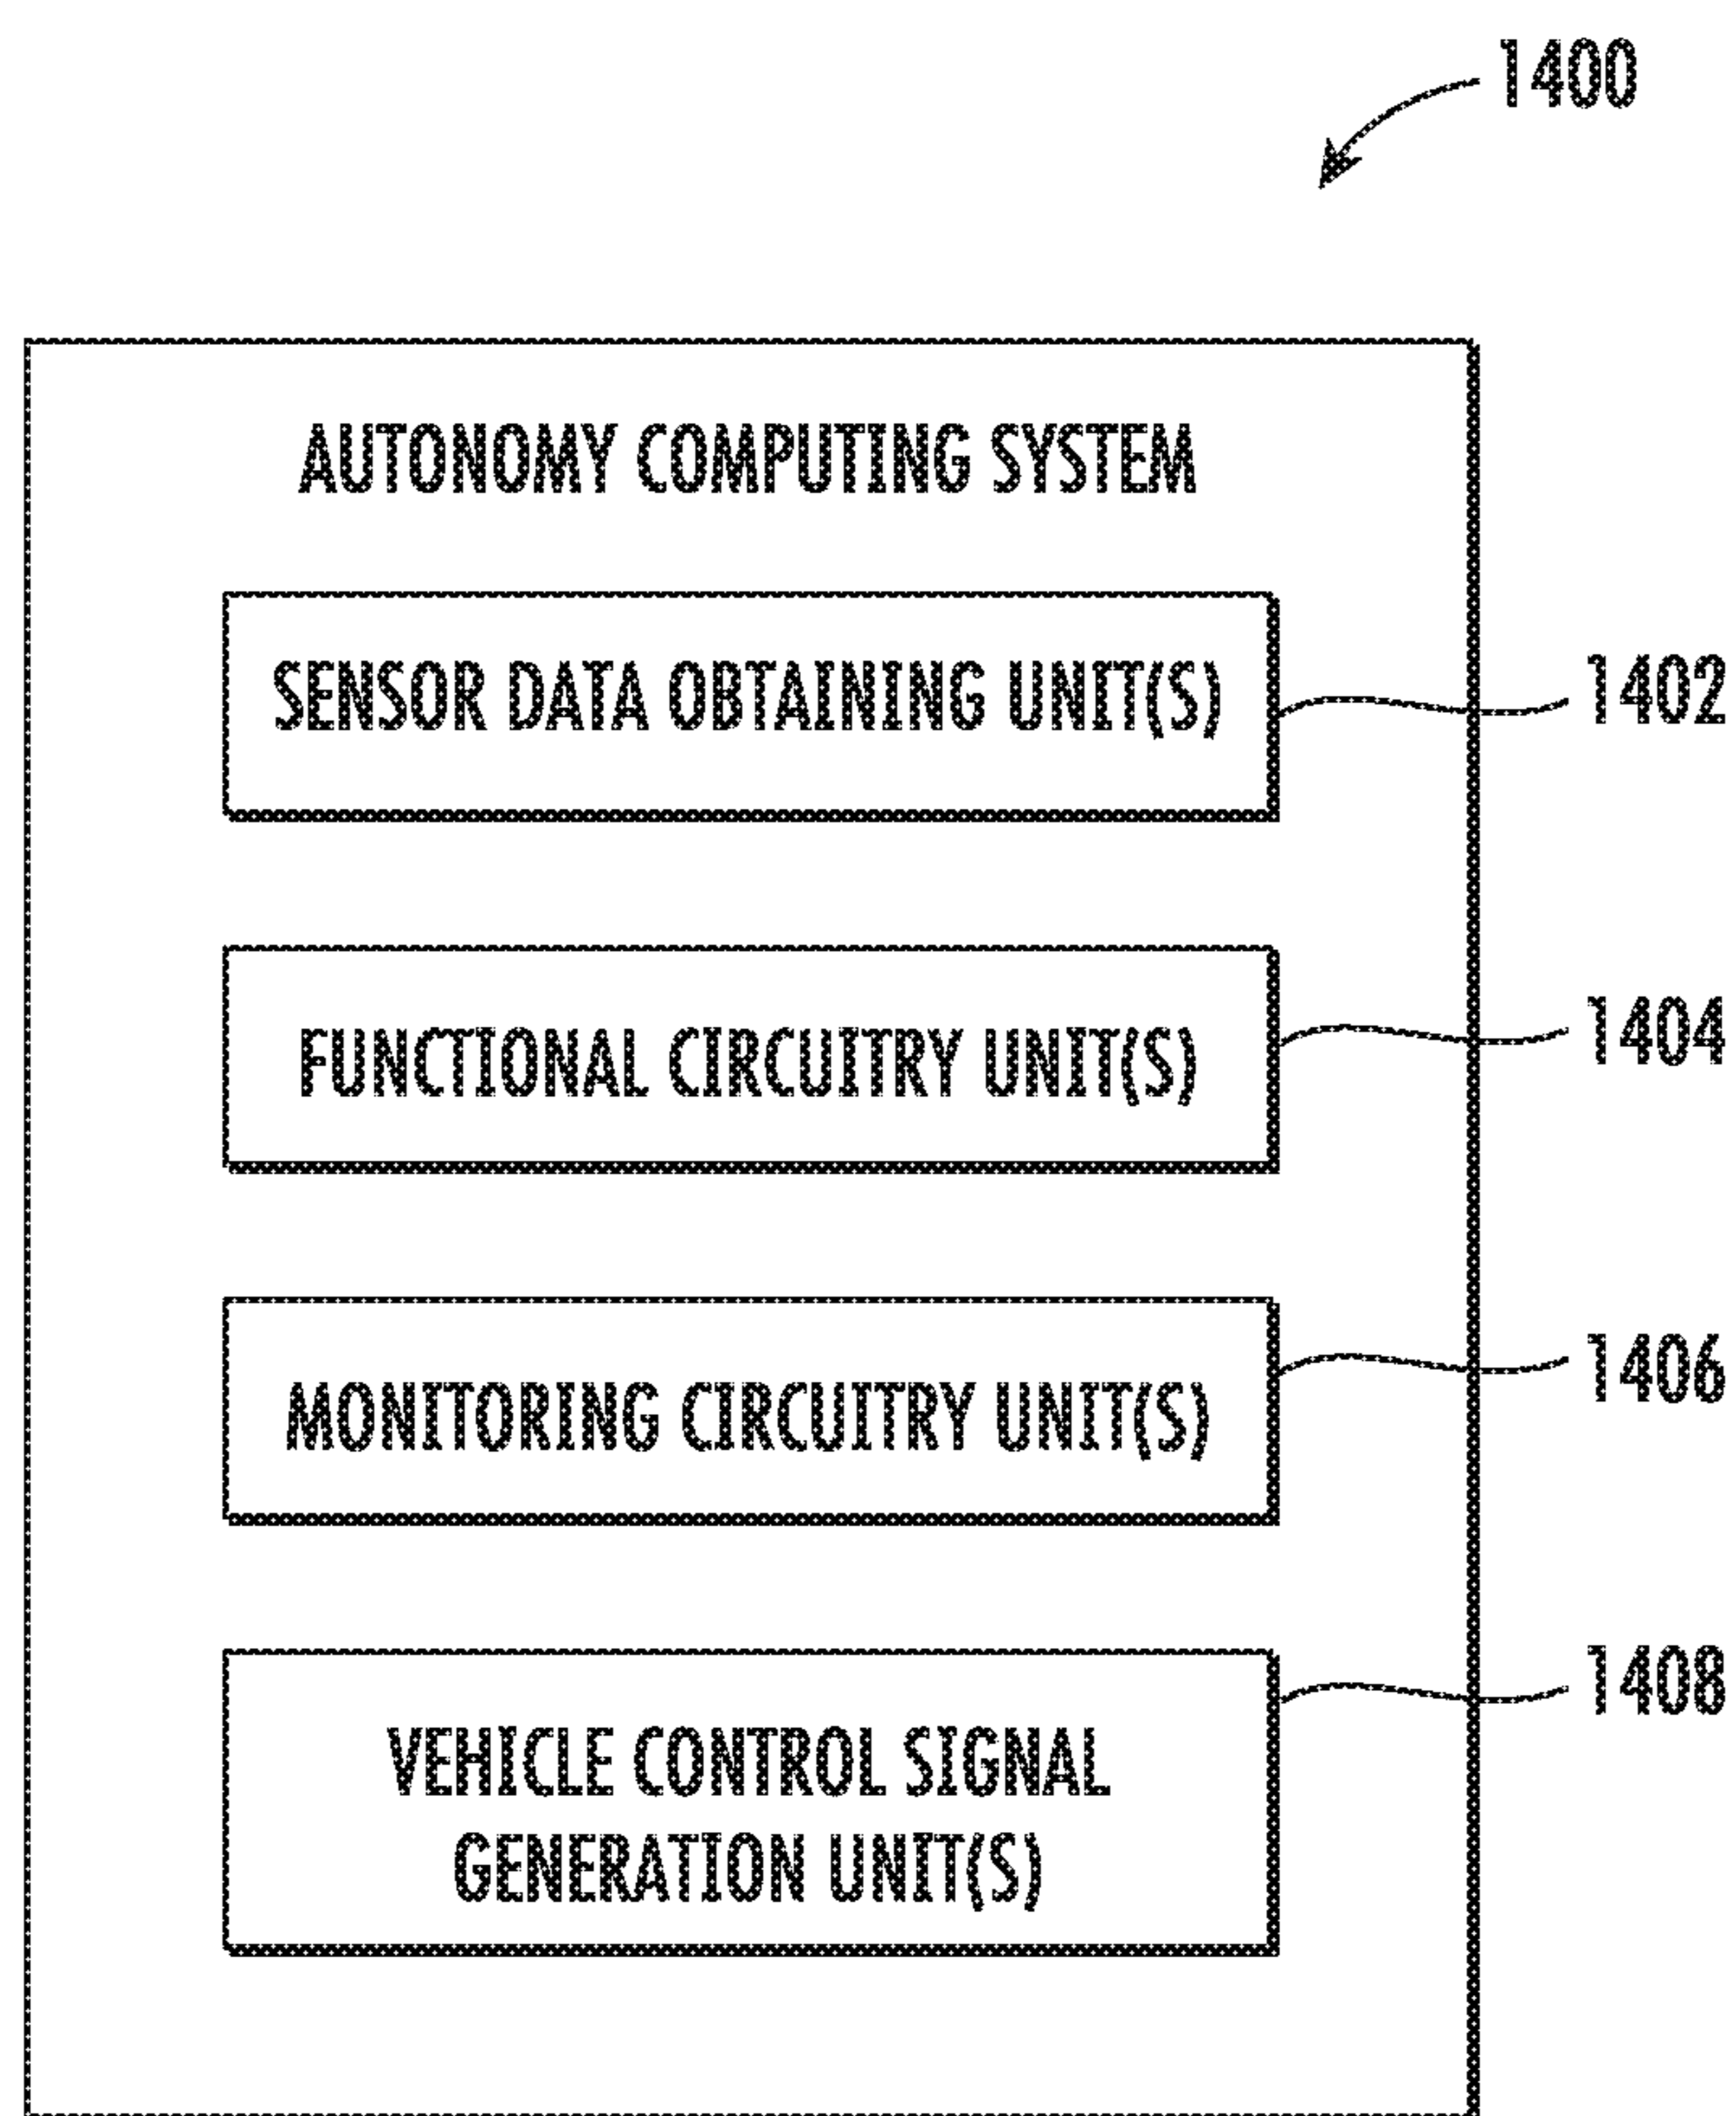 1400
AUTONOMY COMPUTING SYSTEM
SENSOR DATA OBTAINING UNIT(S)
1402
FUNCTIONAL CIRCUITRY UNIT(S)
1404
MONITORING CIRCUITRY UNIT(S)
1406
VEHICLE CONTROL SIGNAL
GENERATION UNIT(S)
1408